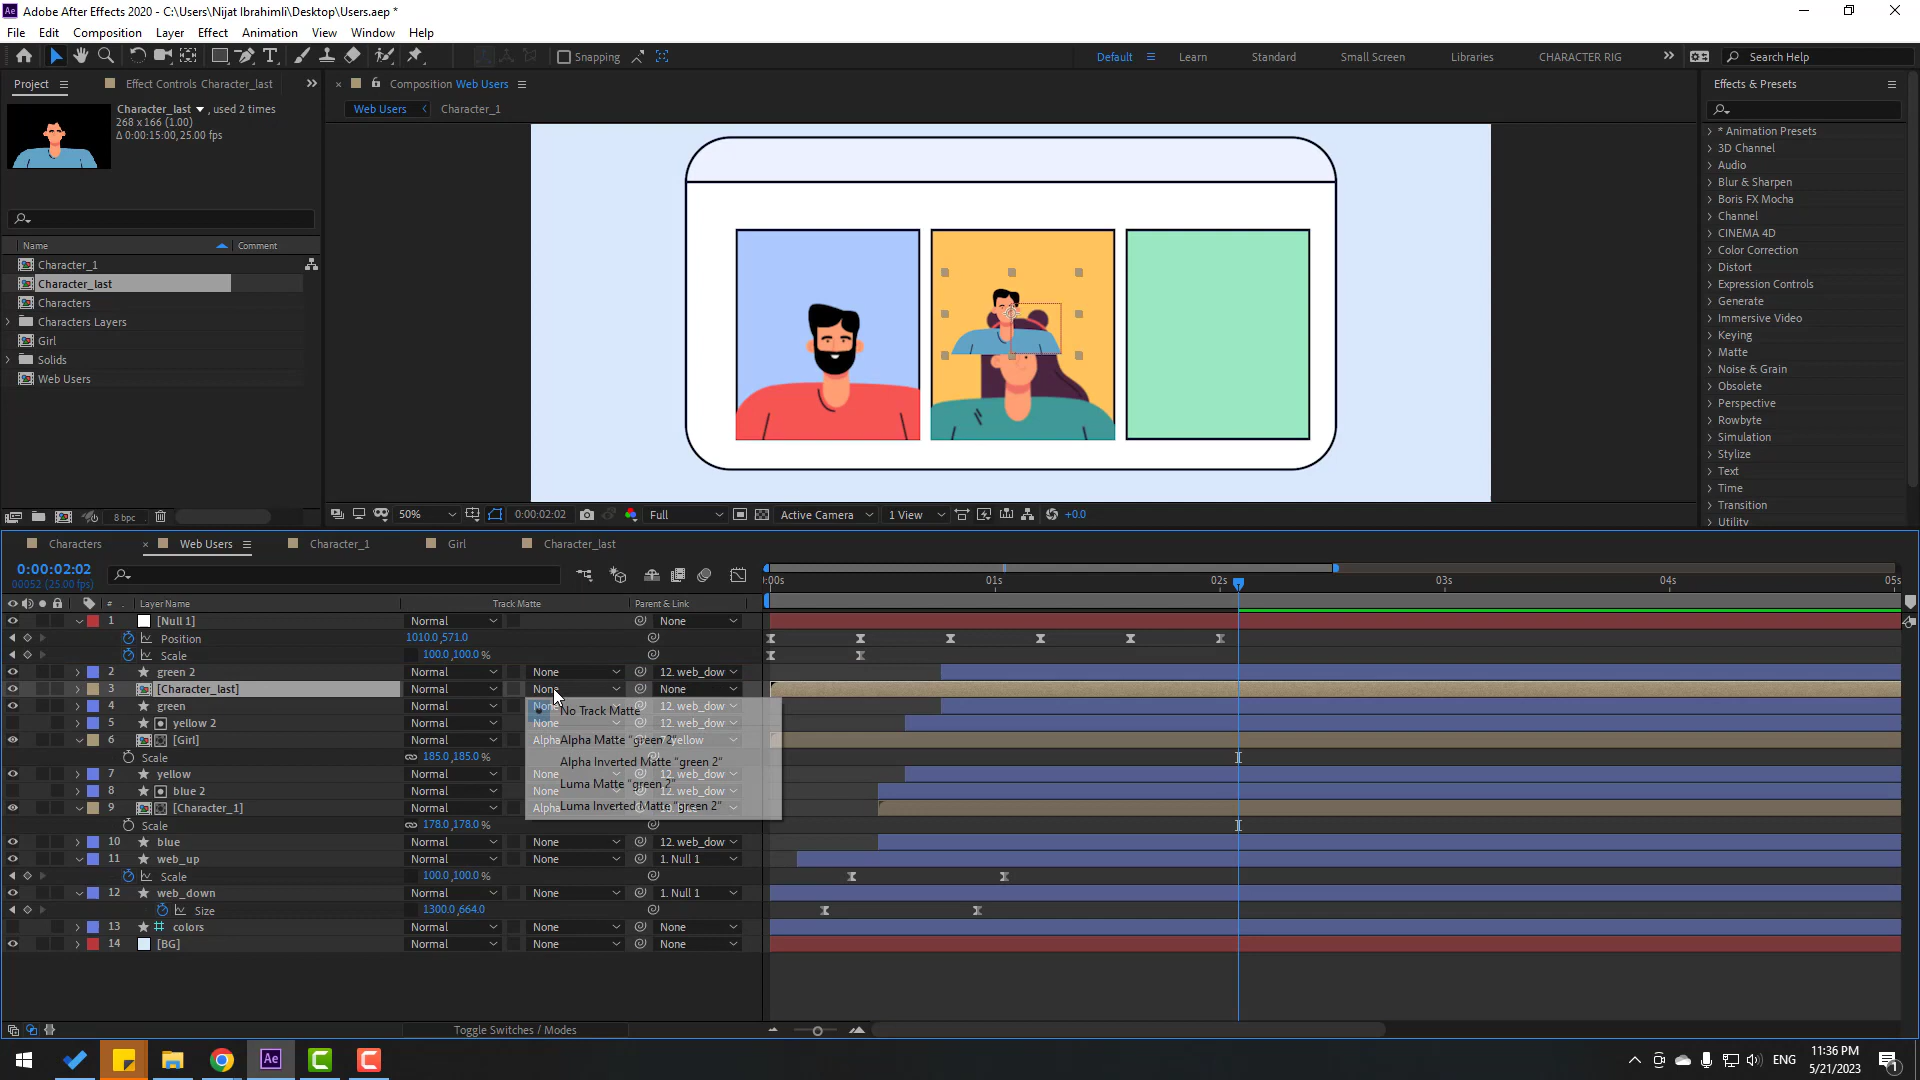 Adobe After Effects 2020 - C:\Users\Nijat Ibrahimli\Desktop\Users.aep *
File Edit Composition Layer Effect Animation View Window Help
Snapping Default Learn Standard Small Screen Libraries CHARACTER RIG Search Help
Project Effect Controls Character_last
Character_last , used 2 times
268 x 166 (1.00)
Δ 0:00:15:00, 25.00 fps
Name Comment
Character_1
Character_last
Characters
Characters Layers
Girl
Solids
Web Users
8 bpc
Composition Web Users
Web Users Character_1
50% 0:00:02:02 Full Active Camera 1 View +0.0
Effects & Presets
* Animation Presets
3D Channel
Audio
Blur & Sharpen
Boris FX Mocha
Channel
CINEMA 4D
Color Correction
Distort
Expression Controls
Generate
Immersive Video
Keying
Matte
Noise & Grain
Obsolete
Perspective
Rowbyte
Simulation
Stylize
Text
Time
Transition
Utility
Characters Web Users Character_1 Girl Character_last
0:00:02:02
00052 (25.00 fps)
:00s 01s 02s 03s 04s 05s
# Layer Name Track Matte Parent & Link
1 [Null 1] Normal None
Position 1010.0,571.0
Scale 100.0,100.0 %
2 green 2 Normal None 12. web_dow
3 [Character_last] Normal None None
4 green Normal None 12. web_dow
5 yellow 2 Normal None 12. web_dow
6 [Girl] Normal Alpha 7. yellow
Scale 185.0,185.0 %
7 yellow Normal None 12. web_dow
8 blue 2 Normal None 12. web_dow
9 [Character_1] Normal Alpha
Scale 178.0,178.0 %
10 blue Normal None 12. web_dow
11 web_up Normal None 1. Null 1
Scale 100.0,100.0 %
12 web_down Normal None 1. Null 1
Size 1300.0,664.0
13 colors Normal None None
14 [BG] Normal None None
No Track Matte
Alpha Matte "green 2"
Alpha Inverted Matte "green 2"
Luma Matte "green 2"
Luma Inverted Matte "green 2"
Toggle Switches / Modes
ENG
11:36 PM
5/21/2023
1